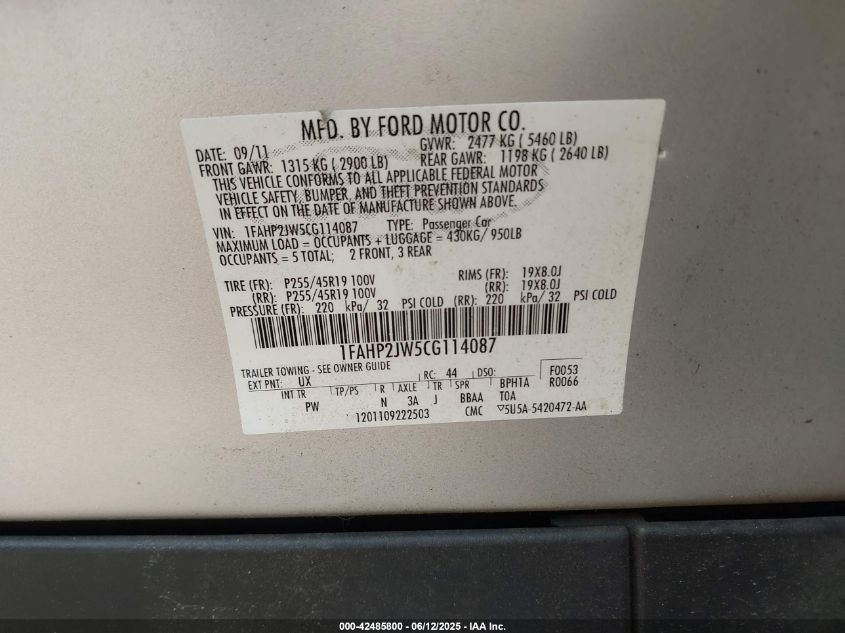 MFD. BY FORD MOTOR CO.
DATE: 09/11 GVWR: 2477 KG ( 5460 LB)
FRONT GAWR: 1315 KG ( 2900 LB) REAR GAWR: 1198 KG ( 2640 LB)
THIS VEHICLE CONFORMS TO ALL APPLICABLE FEDERAL MOTOR
VEHICLE SAFETY, BUMPER, AND THEFT PREVENTION STANDARDS
IN EFFECT ON THE DATE OF MANUFACTURE SHOWN ABOVE.
VIN: 1FAHP2JW5CG114087 TYPE: Passenger Car
MAXIMUM LOAD = OCCUPANTS + LUGGAGE = 430KG/ 950LB
OCCUPANTS = 5 TOTAL; 2 FRONT, 3 REAR
TIRE (FR): P255/45R19 100V RIMS (FR): 19X8.0J
(RR): P255/45R19 100V (RR): 19X8.0J
PRESSURE (FR): 220 kPa/ 32 PSI COLD (RR): 220 kPa/ 32 PSI COLD
1FAHP2JW5CG114087
TRAILER TOWING - SEE OWNER GUIDE
EXT PNT: UX RC: 44 DSO: F0053
INT TR TP/PS R AXLE TR SPR BPH1A R0066
PW N 3A J BBAA TOA
1201109222503 CMC ▽5U5A-5420472-AA
000-42485800 - 06/12/2025 - IAA Inc.